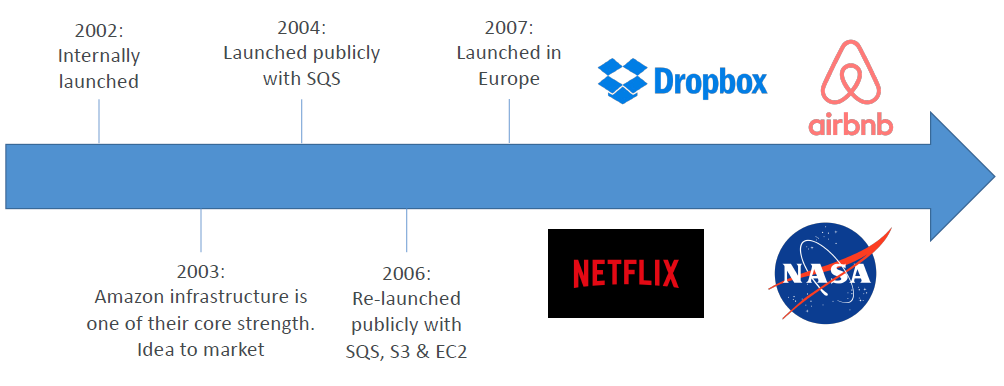 2002:
Internally
launched
2004:
Launched publicly
with SQS
2007:
Launched in
Europe
Dropbox
airbnb
2003:
Amazon infrastructure is
one of their core strength.
Idea to market
2006:
Re-launched
publicly with
SQS, S3 & EC2
NETFLIX
NASA